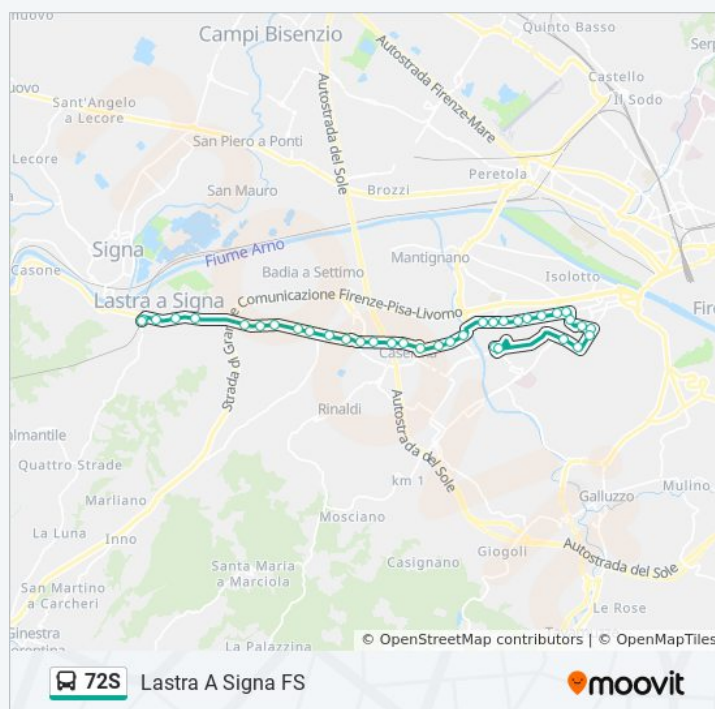 nuovo
Campi Bisenzio
Quinto Basso
Serp
Autostrada Firenze-Mare
Castello
Il Sodo
Autostrada del Sole
uovo
Sant'Angelo
a Lecore
San Piero a Ponti
Lecore
San Mauro
Brozzi
Peretola
Signa
Fiume Arno
Mantignano
Casone
Badia a Settimo
Isolotto
Lastra a Signa
e Comunicazione Firenze-Pisa-Livorno
Fire
Strada di Gra
Case
Rinaldi
Autostrada del Sole
almantile
Quattro Strade
km 1
Mulino
Marliano
Galluzzo
Mosciano
La Luna
Inno
Giogoli
Santa Maria
a Marciola
Casignano
Autostrada del Sole
San Martino
a Carcheri
Le Rose
Ginestra
orentina
La Palazzina
© OpenStreetMap contributors | © OpenMapTiles
72S Lastra A Signa FS
moovit